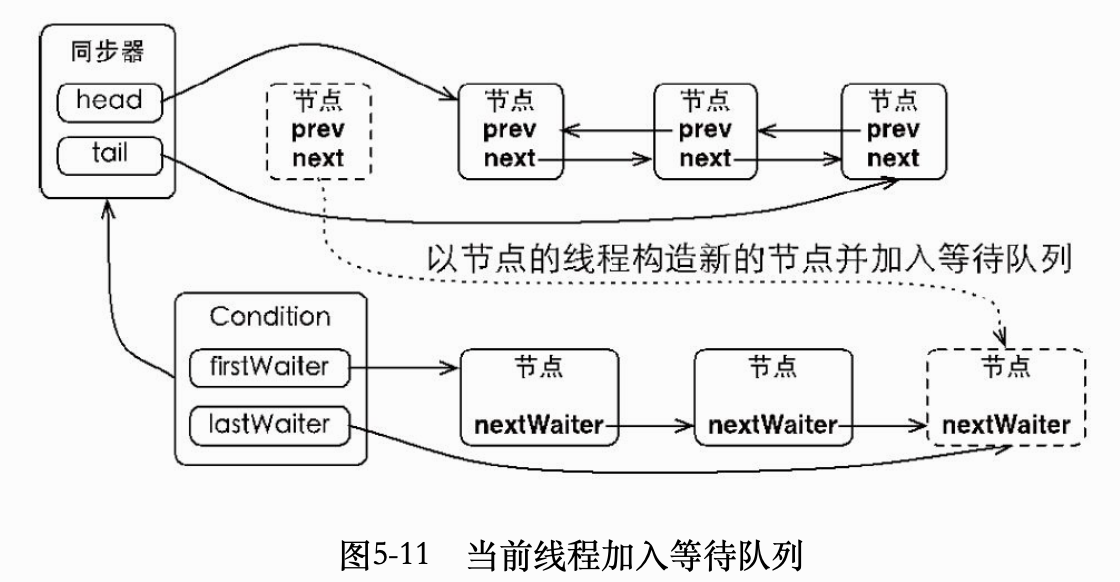 同步器
head
tail
节点
prev
next
节点
prev
next
节点
prev
next
节点
prev
next
以节点的线程构造新的节点并加入等待队列
Condition
firstWaiter
lastWaiter
节点
nextWaiter
节点
nextWaiter
节点
nextWaiter
图5-11 当前线程加入等待队列